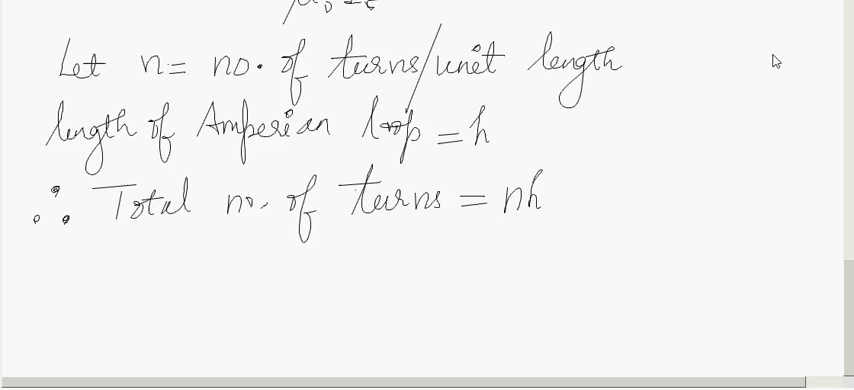 Let n = no. of turns/unit length
length of Amperian loop = h
∴ Total no. of turns = nh